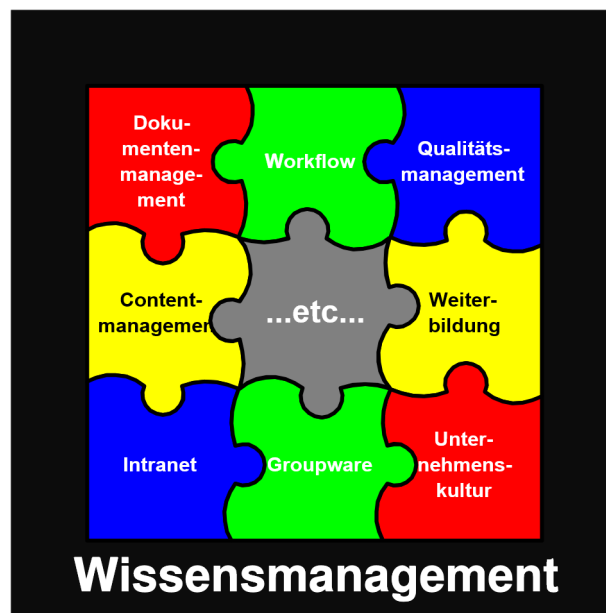 Doku-
menten-
manage-
ment
Workflow
Qualitäts-
management
Content-
managemen
...etc...
Weiter-
bildung
Intranet
Groupware
Unter-
nehmens-
kultur
Wissensmanagement